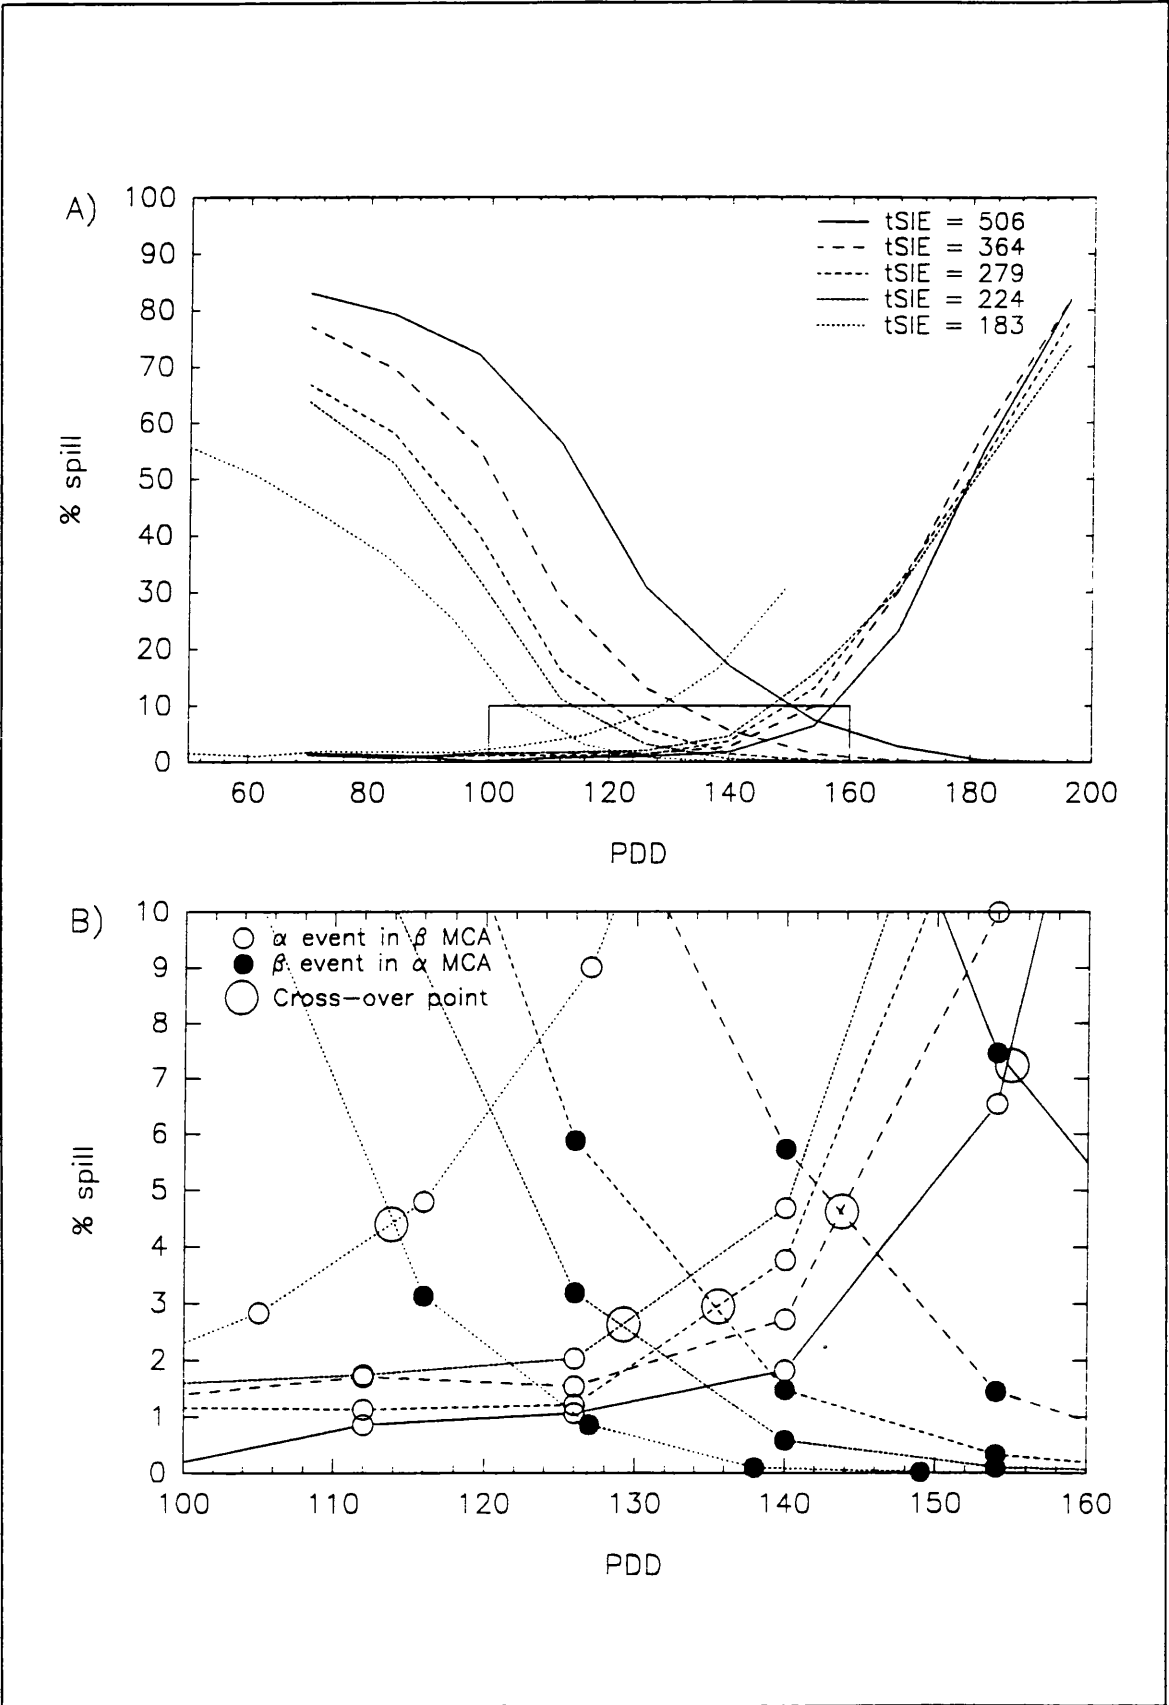 A)
100
90
80
70
60
50
40
30
20
10
0
% spill
tSIE = 506
tSIE = 364
tSIE = 279
tSIE = 224
tSIE = 183
60 80 100 120 140 160 180 200
PDD
B)
10
9
8
7
6
5
4
3
2
1
0
% spill
α event in β MCA
β event in α MCA
Cross-over point
100 110 120 130 140 150 160
PDD